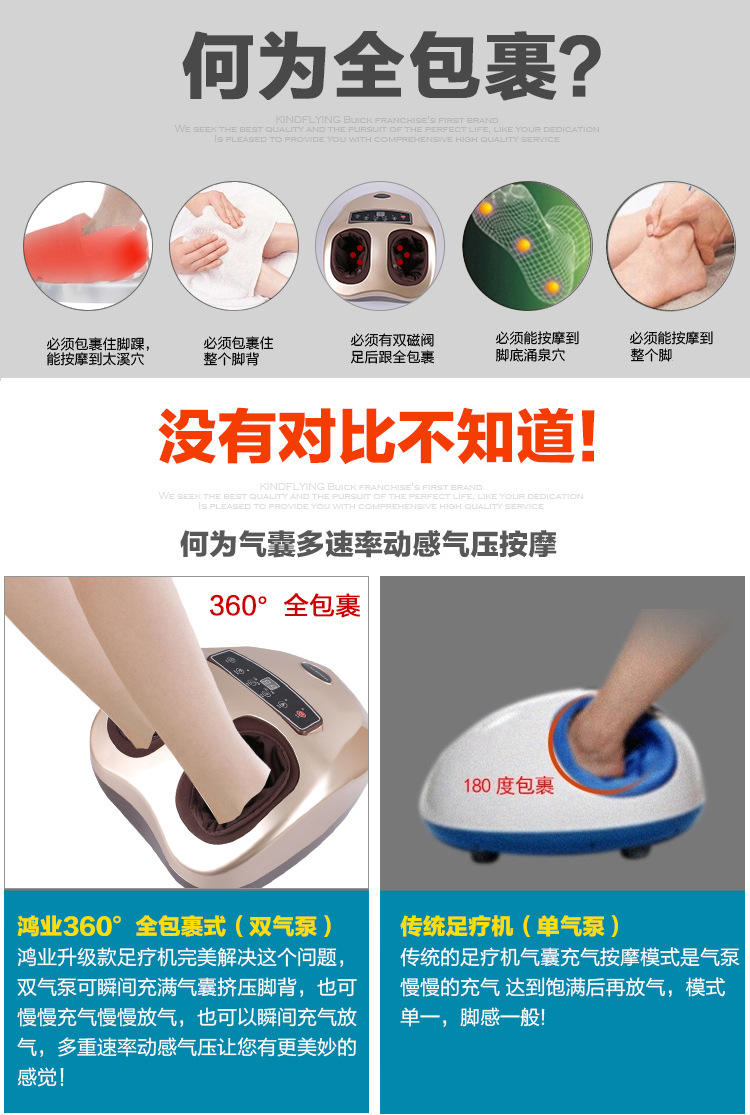 何为全包裹?
KINDFLYING BUICK FRANCHISE'S FIRST BRAND
WE SEEK THE BEST QUALITY AND THE PURSUIT OF THE PERFECT LIFE, LIKE YOUR DEDICATION
IS PLEASED TO PROVIDE YOU WITH COMPREHENSIVE HIGH QUALITY SERVICE
必须包裹住脚踝，
能按摩到太溪穴
必须包裹住
整个脚背
必须有双磁阀
足后跟全包裹
必须能按摩到
脚底涌泉穴
必须能按摩到
整个脚
没有对比不知道!
KINDFLYING BUICK FRANCHISE'S FIRST BRAND
WE SEEK THE BEST QUALITY AND THE PURSUIT OF THE PERFECT LIFE, LIKE YOUR DEDICATION
IS PLEASED TO PROVIDE YOU WITH COMPREHENSIVE HIGH QUALITY SERVICE
何为气囊多速率动感气压按摩
360° 全包裹
180 度包裹
鸿业360° 全包裹式（双气泵）
鸿业升级款足疗机完美解决这个问题，
双气泵可瞬间充满气囊挤压脚背，也可
慢慢充气慢慢放气，也可以瞬间充气放
气，多重速率动感气压让您有更美妙的
感觉！
传统足疗机（单气泵）
传统的足疗机气囊充气按摩模式是气泵
慢慢的充气 达到饱满后再放气，模式
单一，脚感一般!